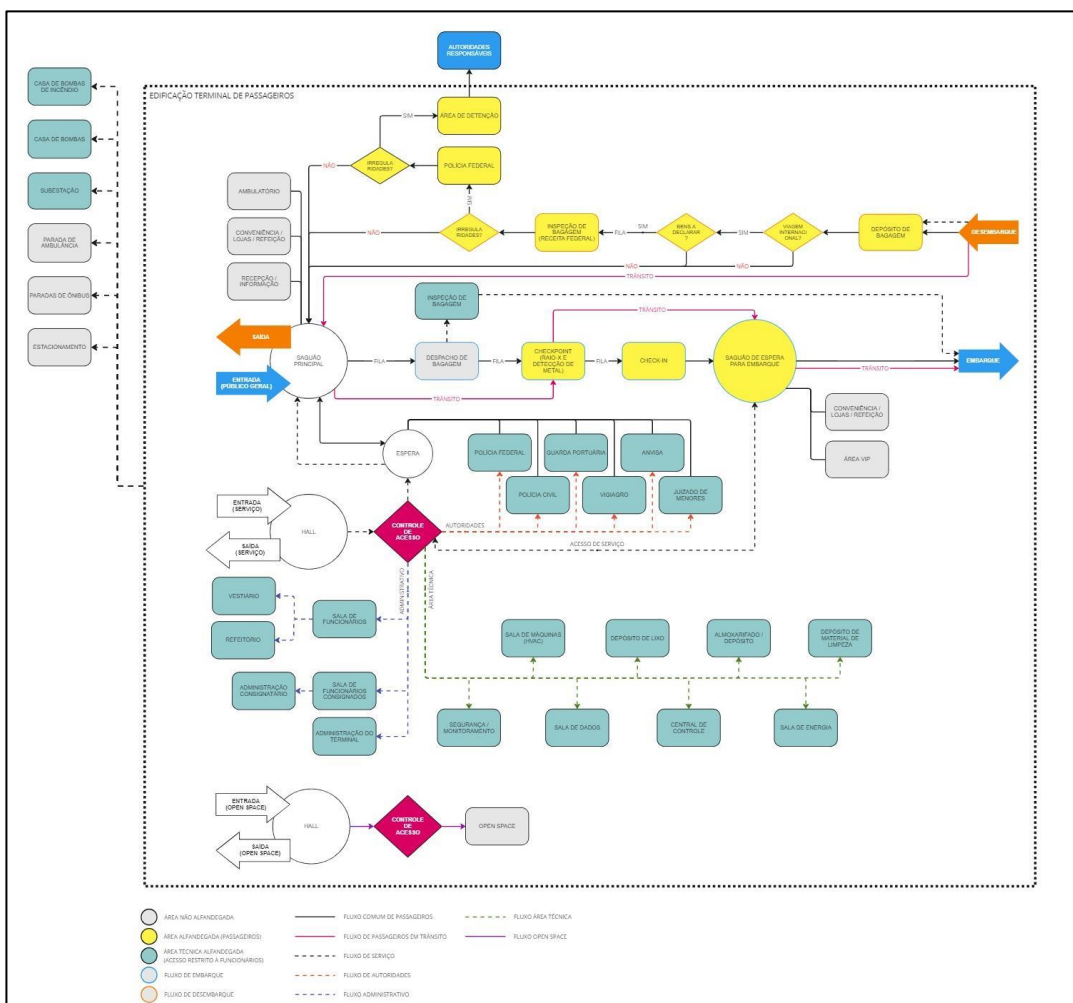 AUTORIDADES
RESPONSÁVEIS
CASA DE BOMBAS
DE INCÊNDIO
CASA DE BOMBAS
SUBESTAÇÃO
PARADA DE
AMBULÂNCIA
PARADAS DE ÔNIBUS
ESTACIONAMENTO
EDIFICAÇÃO TERMINAL DE PASSAGEIROS
SIM
ÁREA DE DETENÇÃO
NÃO
IRREGULA
RIDADES?
POLÍCIA FEDERAL
SIM
AMBULATÓRIO
CONVENIÊNCIA /
LOJAS / REFEIÇÃO
RECEPÇÃO /
INFORMAÇÃO
NÃO
IRREGULA
RIDADES?
INSPEÇÃO DE
BAGAGEM
(RECEITA FEDERAL)
FILA
SIM
BENS A
DECLARAR
?
SIM
VIAGEM
INTERNACI
ONAL?
DEPÓSITO DE
BAGAGEM
DESEMBARQUE
NÃO
NÃO
TRÂNSITO
INSPEÇÃO DE
BAGAGEM
TRÂNSITO
SAÍDA
SAGUÃO
PRINCIPAL
ENTRADA
(PÚBLICO GERAL)
FILA
DESPACHO DE
BAGAGEM
FILA
CHECKPOINT
(RAIO-X E
DETECÇÃO DE
METAL)
FILA
CHECK-IN
SAGUÃO DE ESPERA
PARA EMBARQUE
EMBARQUE
TRÂNSITO
TRÂNSITO
CONVENIÊNCIA /
LOJAS / REFEIÇÃO
ÁREA VIP
ESPERA
POLÍCIA FEDERAL
GUARDA PORTUÁRIA
ANVISA
POLÍCIA CIVIL
VIGIAGRO
JUIZADO DE
MENORES
ENTRADA
(SERVIÇO)
HALL
SAÍDA
(SERVIÇO)
CONTROLE
DE
ACESSO
AUTORIDADES
ACESSO DE SERVIÇO
ADMINISTRATIVO
ÁREA TÉCNICA
VESTIÁRIO
SALA DE
FUNCIONÁRIOS
REFEITÓRIO
ADMINISTRAÇÃO
CONSIGNATÁRIO
SALA DE
FUNCIONÁRIOS
CONSIGNADOS
ADMINISTRAÇÃO DO
TERMINAL
SALA DE MÁQUINAS
(HVAC)
DEPÓSITO DE LIXO
ALMOXARIFADO /
DEPÓSITO
DEPÓSITO DE
MATERIAL DE
LIMPEZA
SEGURANÇA /
MONITORAMENTO
SALA DE DADOS
CENTRAL DE
CONTROLE
SALA DE ENERGIA
ENTRADA
(OPEN SPACE)
HALL
SAÍDA
(OPEN SPACE)
CONTROLE
DE
ACESSO
OPEN SPACE
ÁREA NÃO ALFANDEGADA
ÁREA ALFANDEGADA (PASSAGEIROS)
ÁREA TÉCNICA ALFANDEGADA
(ACESSO RESTRITO À FUNCIONÁRIOS)
FLUXO DE EMBARQUE
FLUXO DE DESEMBARQUE
FLUXO COMUM DE PASSAGEIROS
FLUXO DE PASSAGEIROS EM TRÂNSITO
FLUXO DE SERVIÇO
FLUXO DE AUTORIDADES
FLUXO ADMINISTRATIVO
FLUXO ÁREA TÉCNICA
FLUXO OPEN SPACE